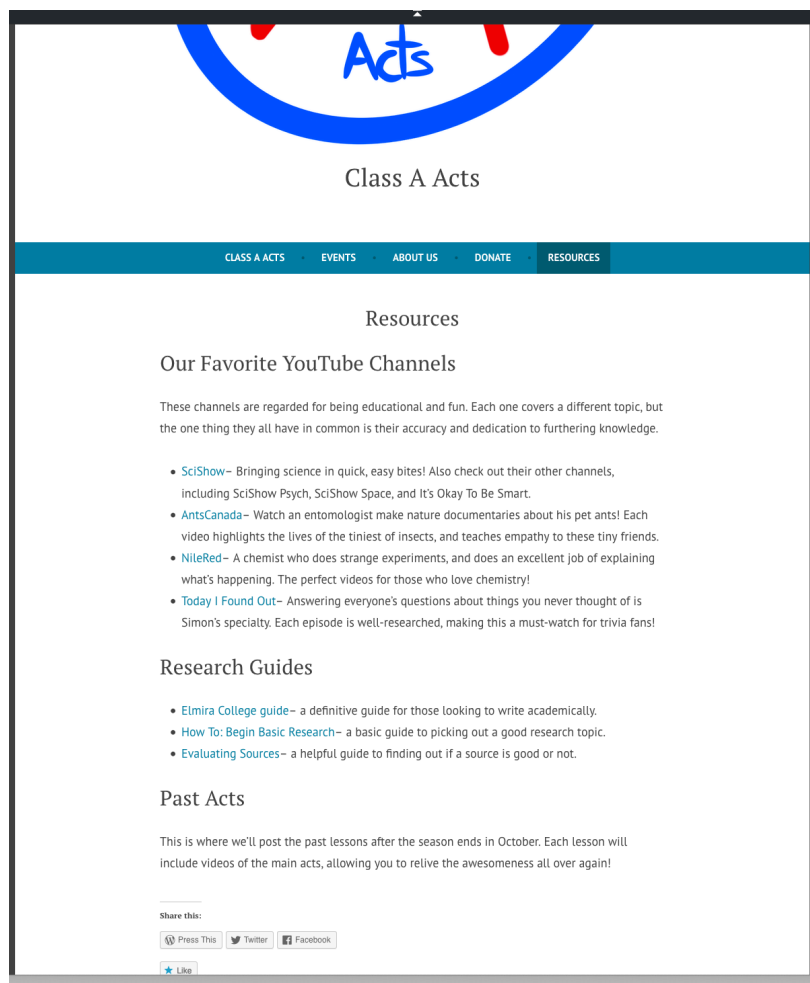 Acts
Class A Acts
CLASS A ACTS
EVENTS
ABOUT US
DONATE
RESOURCES
Resources
Our Favorite YouTube Channels
These channels are regarded for being educational and fun. Each one covers a different topic, but
the one thing they all have in common is their accuracy and dedication to furthering knowledge.
SciShow– Bringing science in quick, easy bites! Also check out their other channels,
including SciShow Psych, SciShow Space, and It’s Okay To Be Smart.
AntsCanada– Watch an entomologist make nature documentaries about his pet ants! Each
video highlights the lives of the tiniest of insects, and teaches empathy to these tiny friends.
NileRed– A chemist who does strange experiments, and does an excellent job of explaining
what’s happening. The perfect videos for those who love chemistry!
Today I Found Out– Answering everyone’s questions about things you never thought of is
Simon’s specialty. Each episode is well-researched, making this a must-watch for trivia fans!
Research Guides
Elmira College guide– a definitive guide for those looking to write academically.
How To: Begin Basic Research– a basic guide to picking out a good research topic.
Evaluating Sources– a helpful guide to finding out if a source is good or not.
Past Acts
This is where we’ll post the past lessons after the season ends in October. Each lesson will
include videos of the main acts, allowing you to relive the awesomeness all over again!
Share this:
Press This
Twitter
Facebook
Like